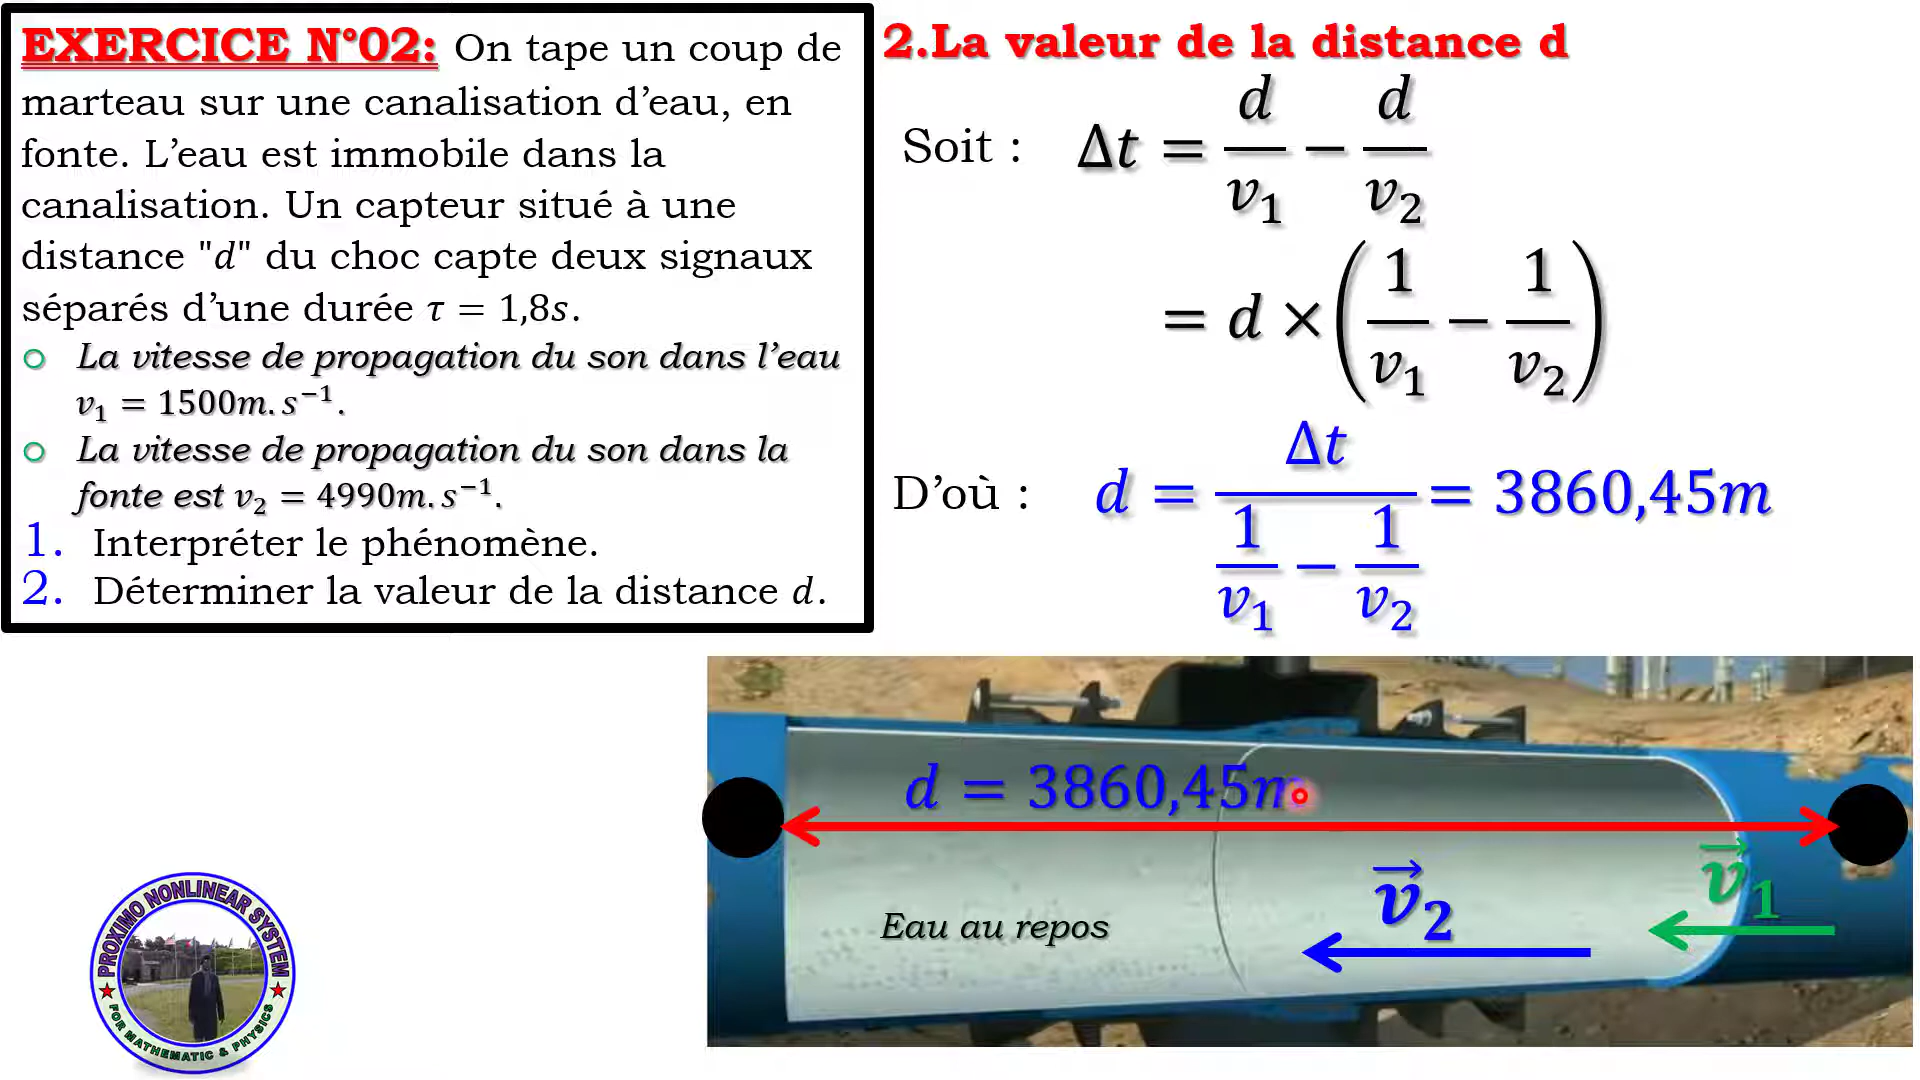 EXERCICE N°02: On tape un coup de
marteau sur une canalisation d’eau, en
fonte. L’eau est immobile dans la
canalisation. Un capteur situé à une
distance "d" du choc capte deux signaux
séparés d’une durée τ = 1,8s.
o La vitesse de propagation du son dans l’eau
v₁ = 1500m.s⁻¹.
o La vitesse de propagation du son dans la
fonte est v₂ = 4990m.s⁻¹.
1. Interpréter le phénomène.
2. Déterminer la valeur de la distance d.
2.La valeur de la distance d
Soit : Δt = d/v₁ − d/v₂
= d × (1/v₁ − 1/v₂)
D’où : d = Δt/(1/v₁ − 1/v₂) = 3860,45m
d = 3860,45m
v⃗₂
v⃗₁
Eau au repos
PROXIMO NONLINEAR SYSTEM
FOR MATHEMATIC & PHYSICS